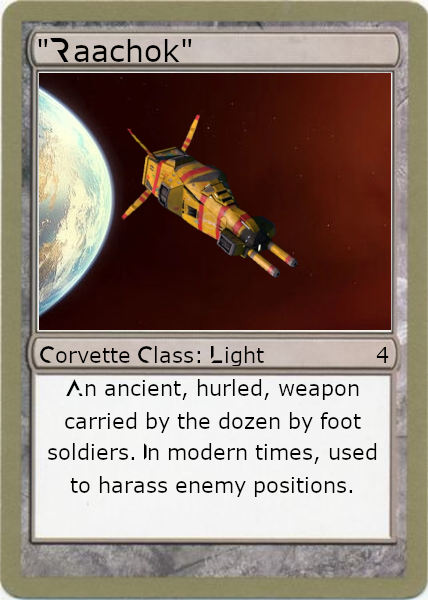 "Raachok"
Corvette Class: Light 4
An ancient, hurled, weapon
carried by the dozen by foot
soldiers. In modern times, used
to harass enemy positions.